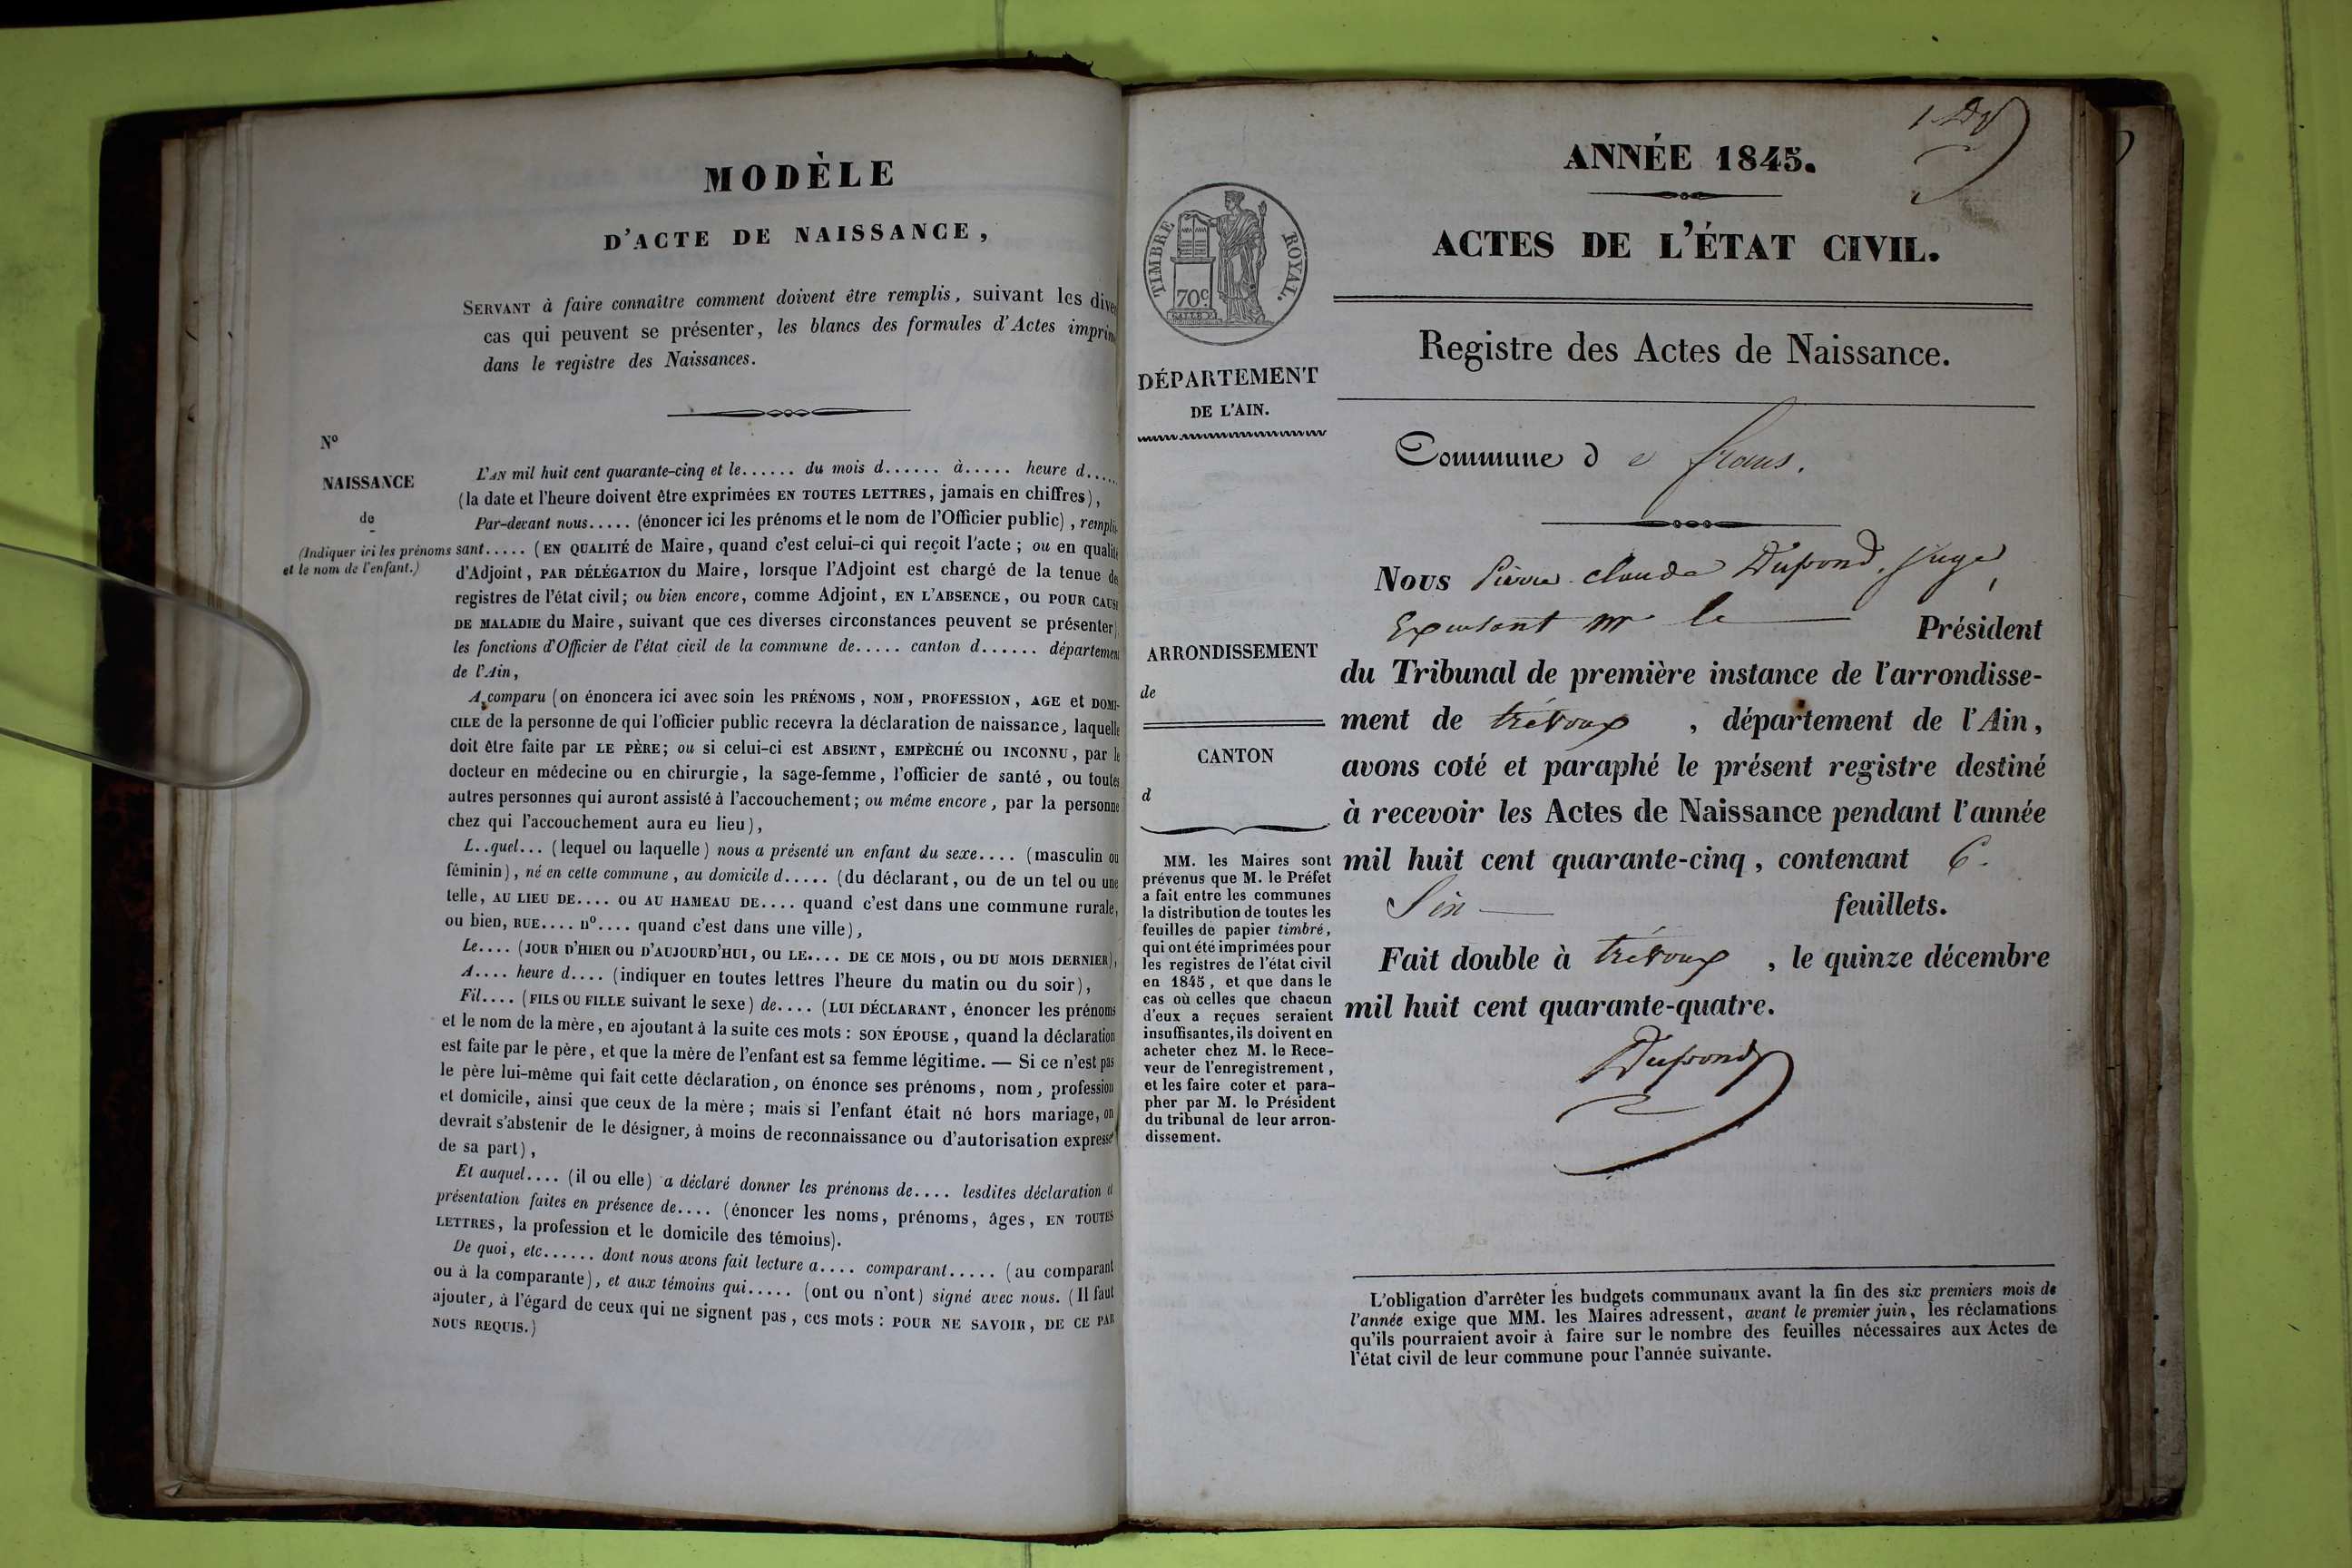 MODÈLE
D'ACTE DE NAISSANCE,
SERVANT à faire connaître comment doivent être remplis, suivant les
cas qui peuvent se présenter, les blancs des formules d'Actes
dans le registre des Naissances.
N°
NAISSANCE
de
(Indiquer ici les prénoms
et le nom de l'enfant.)
L'AN mil huit cent quarante-cinq et le...... du mois d...... à..... heure d.....
(la date et l'heure doivent être exprimées EN TOUTES LETTRES, jamais en chiffres),
Par-devant nous..... (énoncer ici les prénoms et le nom de l'Officier public), remplis-
sant..... (EN QUALITÉ de Maire, quand c'est celui-ci qui reçoit l'acte; ou en qualité
d'Adjoint, PAR DÉLÉGATION du Maire, lorsque l'Adjoint est chargé de la tenue des
registres de l'état civil; ou bien encore, comme Adjoint, EN L'ABSENCE, OU POUR CAUSE
DE MALADIE du Maire, suivant que ces diverses circonstances peuvent se présenter)
les fonctions d'Officier de l'état civil de la commune de..... canton d...... département
de l'Ain,
A comparu (on énoncera ici avec soin les PRÉNOMS, NOM, PROFESSION, AGE et DOMI-
CILE de la personne de qui l'officier public recevra la déclaration de naissance, laquelle
doit être faite par LE PÈRE; ou si celui-ci est ABSENT, EMPÊCHÉ OU INCONNU, par le
docteur en médecine ou en chirurgie, la sage-femme, l'officier de santé, ou toutes
autres personnes qui auront assisté à l'accouchement; ou même encore, par la personne
chez qui l'accouchement aura eu lieu),
L..quel... (lequel ou laquelle) nous a présenté un enfant du sexe.... (masculin ou
féminin), né en cette commune, au domicile d..... (du déclarant, ou de un tel ou une
telle, AU LIEU DE.... OU AU HAMEAU DE.... quand c'est dans une commune rurale,
ou bien, RUE.... n°.... quand c'est dans une ville),
Le.... (JOUR D'HIER OU D'AUJOURD'HUI, OU LE.... DE CE MOIS, OU DU MOIS DERNIER),
A.... heure d.... (indiquer en toutes lettres l'heure du matin ou du soir),
Fil.... (FILS OU FILLE suivant le sexe) de.... (LUI DÉCLARANT, énoncer les prénoms
et le nom de la mère, en ajoutant à la suite ces mots: SON ÉPOUSE, quand la déclaration
est faite par le père, et que la mère de l'enfant est sa femme légitime. — Si ce n'est pas
le père lui-même qui fait cette déclaration, on énonce ses prénoms, nom, profession
et domicile, ainsi que ceux de la mère; mais si l'enfant était né hors mariage, on
devrait s'abstenir de le désigner, à moins de reconnaissance ou d'autorisation expresse
de sa part),
Et auquel.... (il ou elle) a déclaré donner les prénoms de.... lesdites déclaration et
présentation faites en présence de.... (énoncer les noms, prénoms, âges, EN TOUTES
LETTRES, la profession et le domicile des témoins).
De quoi, etc...... dont nous avons fait lecture a.... comparant..... (au comparant
ou à la comparante), et aux témoins qui..... (ont ou n'ont) signé avec nous. (Il faut
ajouter, à l'égard de ceux qui ne signent pas, ces mots: POUR NE SAVOIR, DE CE PAR
NOUS REQUIS.)
TIMBRE ROYAL.
70c
DÉPARTEMENT
DE L'AIN.
ARRONDISSEMENT
de
CANTON
d
MM. les Maires sont
prévenus que M. le Préfet
a fait entre les communes
la distribution de toutes les
feuilles de papier timbré,
qui ont été imprimées pour
les registres de l'état civil
en 1845, et que dans le
cas où celles que chacun
d'eux a reçues seraient
insuffisantes, ils doivent en
acheter chez M. le Rece-
veur de l'enregistrement,
et les faire coter et para-
pher par M. le Président
du tribunal de leur arron-
dissement.
ANNÉE 1845.
ACTES DE L'ÉTAT CIVIL.
Registre des Actes de Naissance.
Commune de frans.
Nous Pierre Claude Dupond, juge,
Expensant Mr le Président
du Tribunal de première instance de l'arrondisse-
ment de trévoux, département de l'Ain,
avons coté et paraphé le présent registre destiné
à recevoir les Actes de Naissance pendant l'année
mil huit cent quarante-cinq, contenant 6.
Six feuillets.
Fait double à trévoux, le quinze décembre
mil huit cent quarante-quatre.
Dupond
L'obligation d'arrêter les budgets communaux avant la fin des six premiers mois de
l'année exige que MM. les Maires adressent, avant le premier juin, les réclamations
qu'ils pourraient avoir à faire sur le nombre des feuilles nécessaires aux Actes de
l'état civil de leur commune pour l'année suivante.